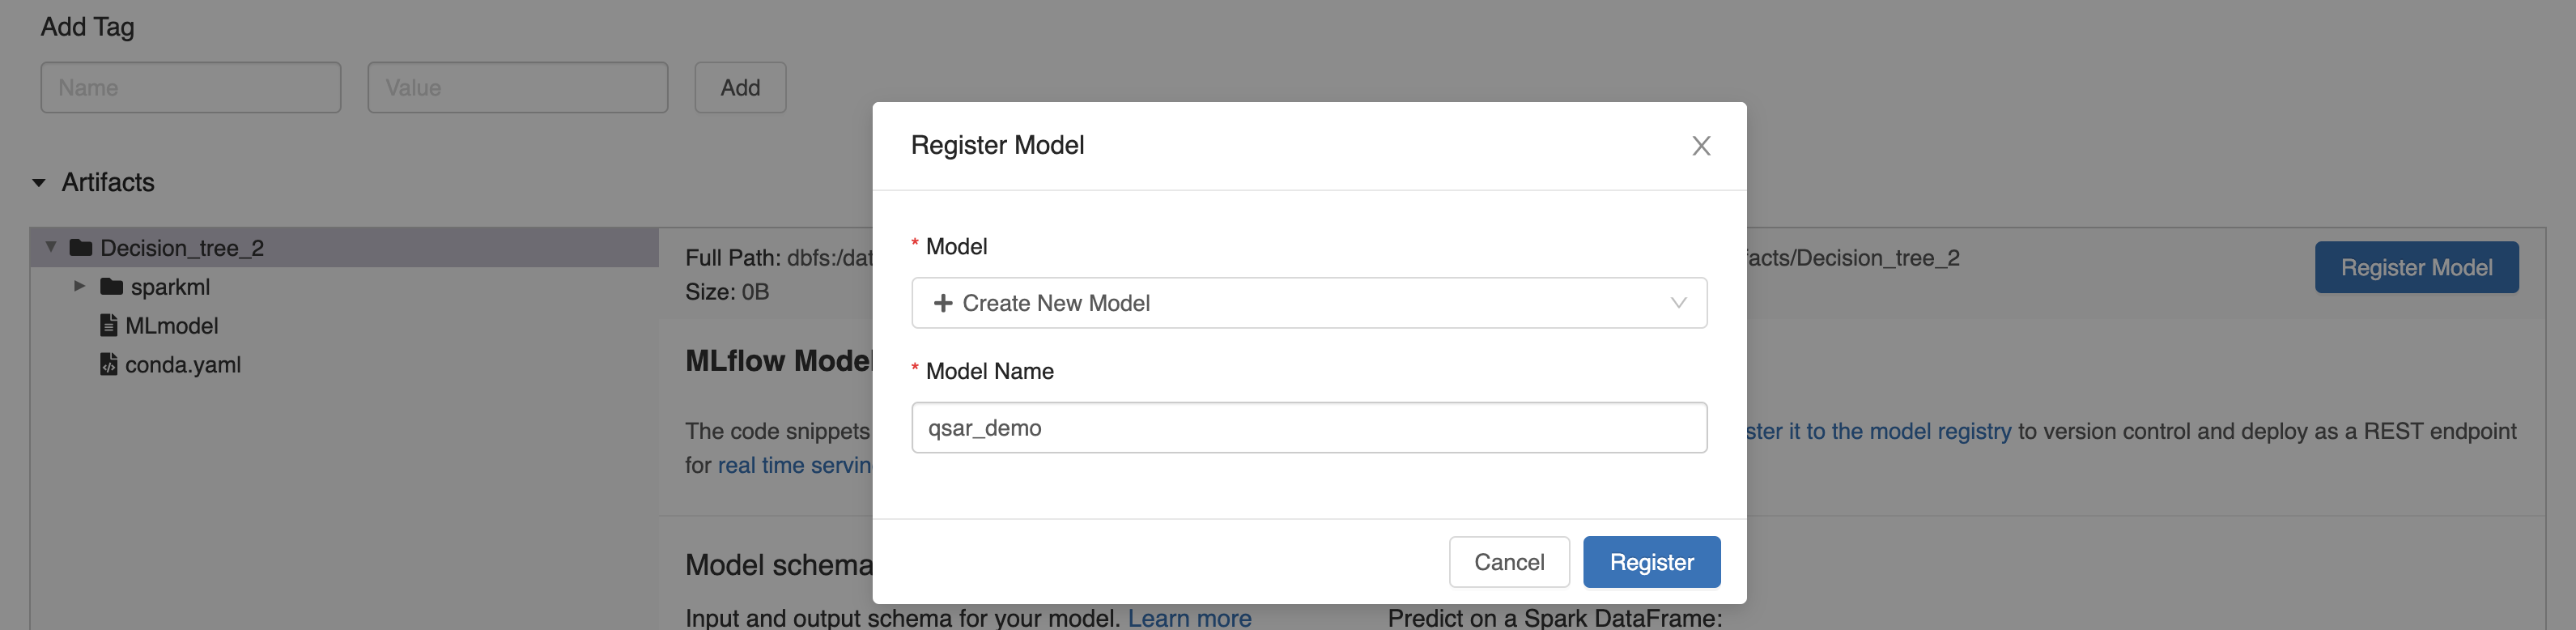 Add Tag
Name
Value
Add
Artifacts
Decision_tree_2
sparkml
MLmodel
conda.yaml
Full Path: dbfs:/dat
acts/Decision_tree_2
Size: 0B
Register Model
MLflow Model
The code snippets
ster it to the model registry to version control and deploy as a REST endpoint
for real time servin
Model schema
Input and output schema for your model. Learn more
Predict on a Spark DataFrame:
Register Model
* Model
+ Create New Model
* Model Name
qsar_demo
Cancel
Register